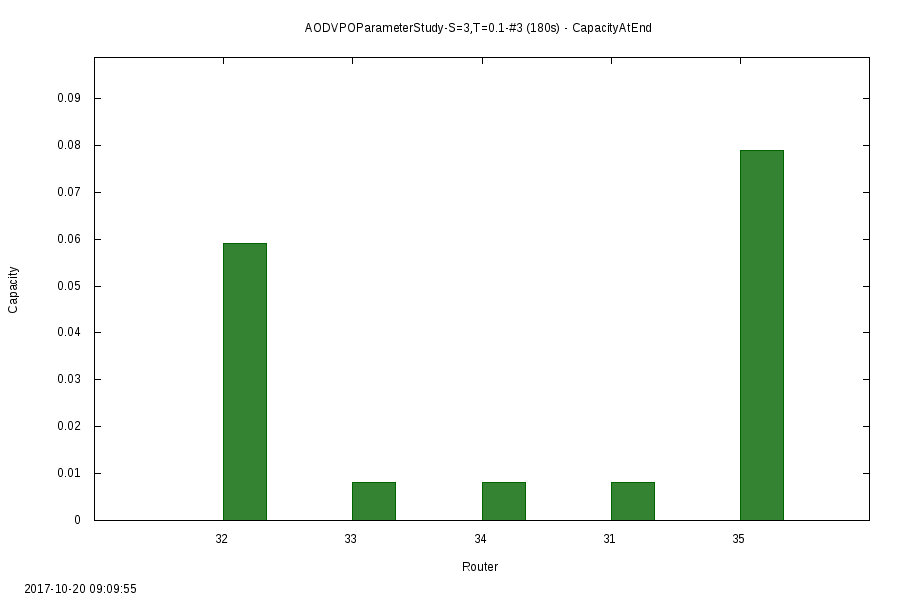 AODVPOParameterStudy-S=3,T=0.1-#3 (180s) - CapacityAtEnd
0.09
0.08
0.07
0.06
0.05
0.04
0.03
0.02
0.01
0
Capacity
32 33 34 31 35
Router
2017-10-20 09:09:55